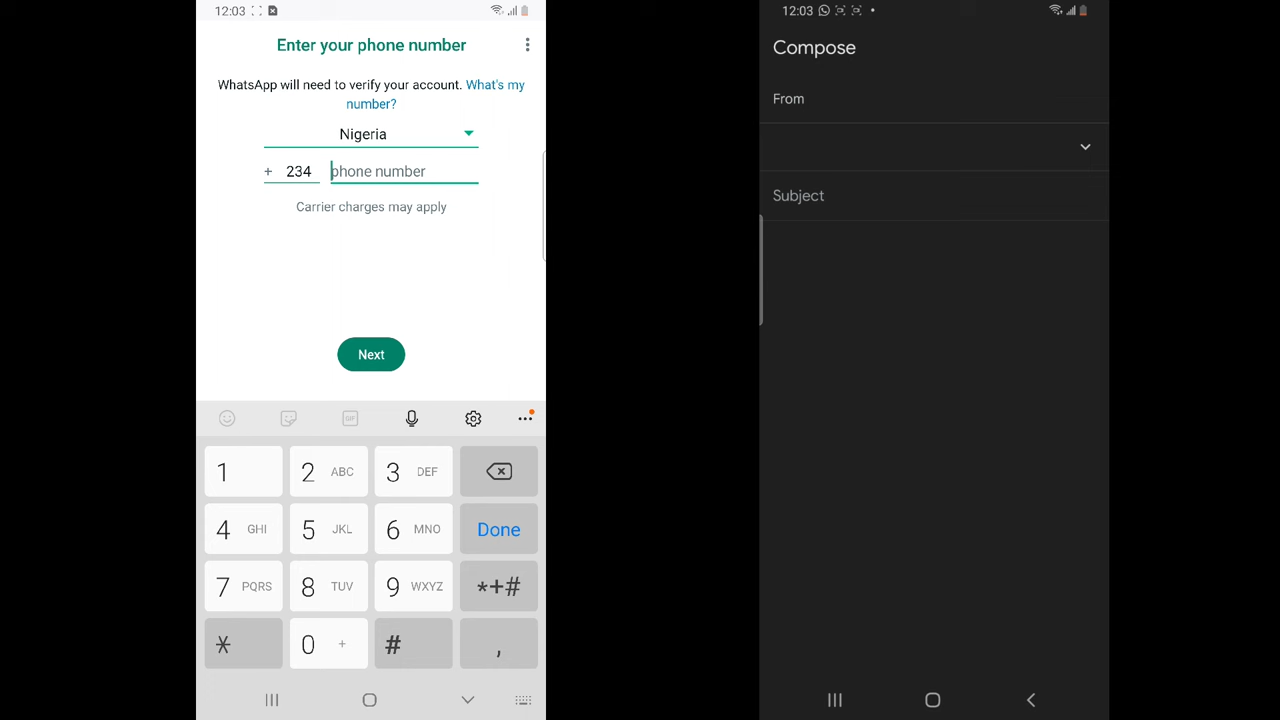 12:03
Enter your phone number
WhatsApp will need to verify your account. What's my
number?
Nigeria
+ 234 phone number
Carrier charges may apply
Next
GIF
1 2 ABC 3 DEF
4 GHI 5 JKL 6 MNO Done
7 PQRS 8 TUV 9 WXYZ *+#
* 0 + # ,
12:03
Compose
From
Subject